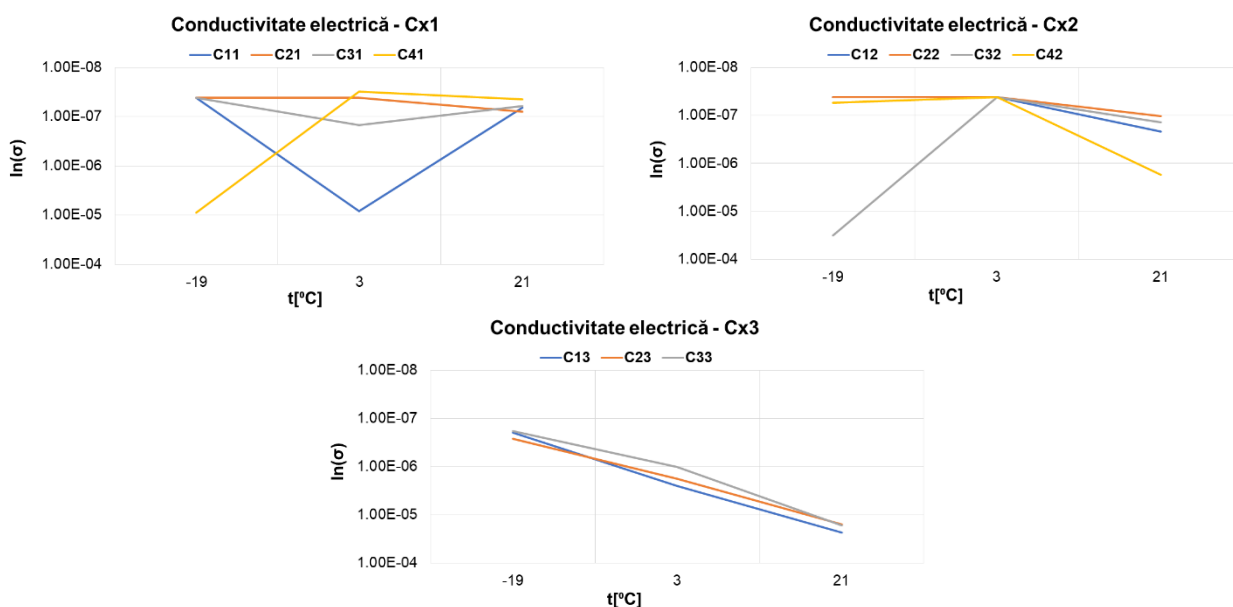 Conductivitate electrică - Cx1
C11 C21 C31 C41
1.00E-08
1.00E-07
1.00E-06
1.00E-05
1.00E-04
ln(σ)
-19 3 21
t[ºC]
Conductivitate electrică - Cx2
C12 C22 C32 C42
1.00E-08
1.00E-07
1.00E-06
1.00E-05
1.00E-04
ln(σ)
-19 3 21
t[ºC]
Conductivitate electrică - Cx3
C13 C23 C33
1.00E-08
1.00E-07
1.00E-06
1.00E-05
1.00E-04
ln(σ)
-19 3 21
t[ºC]